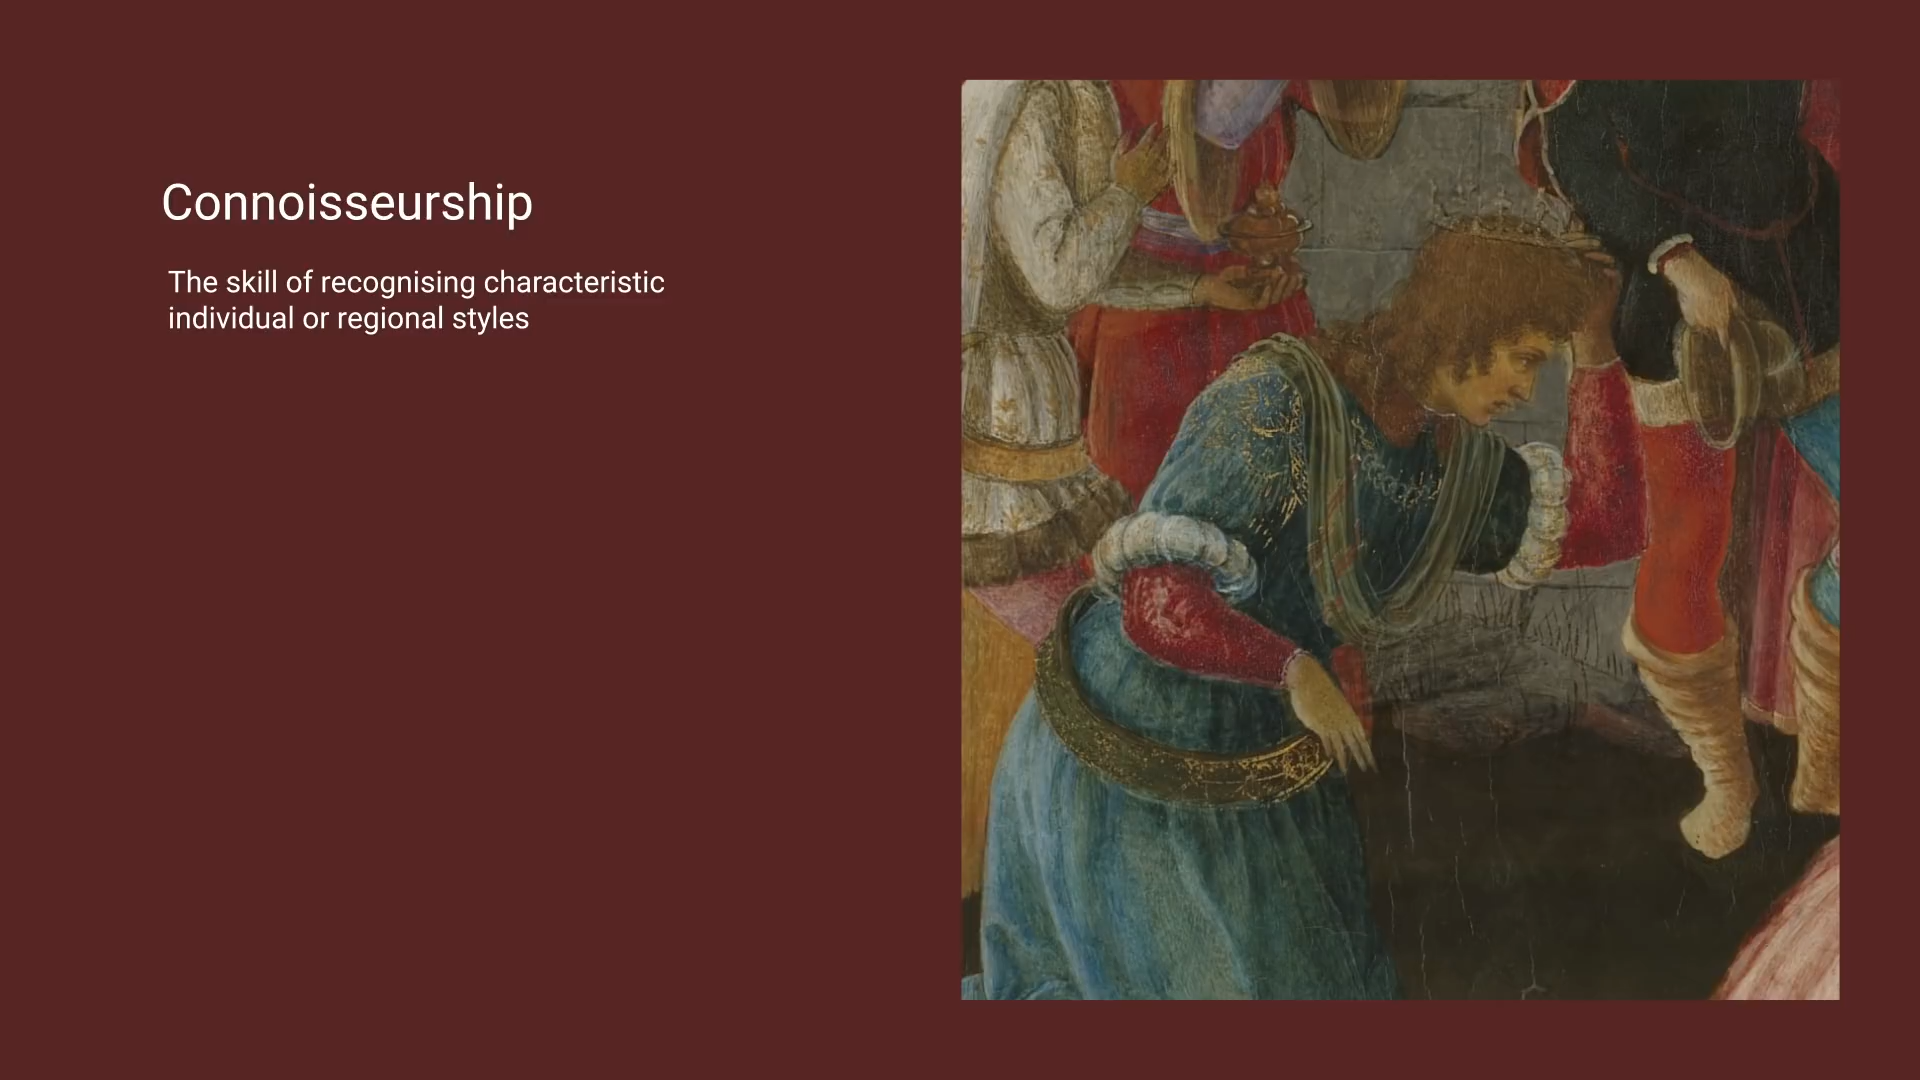 Connoisseurship
The skill of recognising characteristic
individual or regional styles